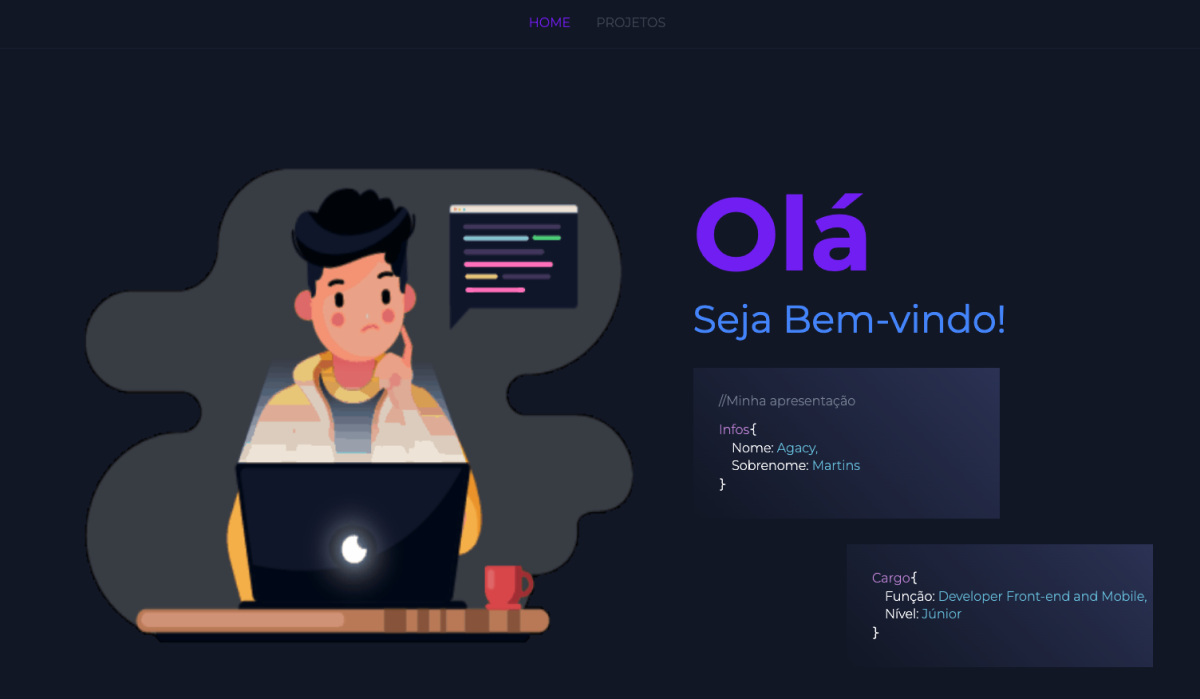 HOME PROJETOS
Olá
Seja Bem-vindo!
//Minha apresentação
Infos{
Nome: Agacy,
Sobrenome: Martins
}
Cargo{
Função: Developer Front-end and Mobile,
Nível: Júnior
}